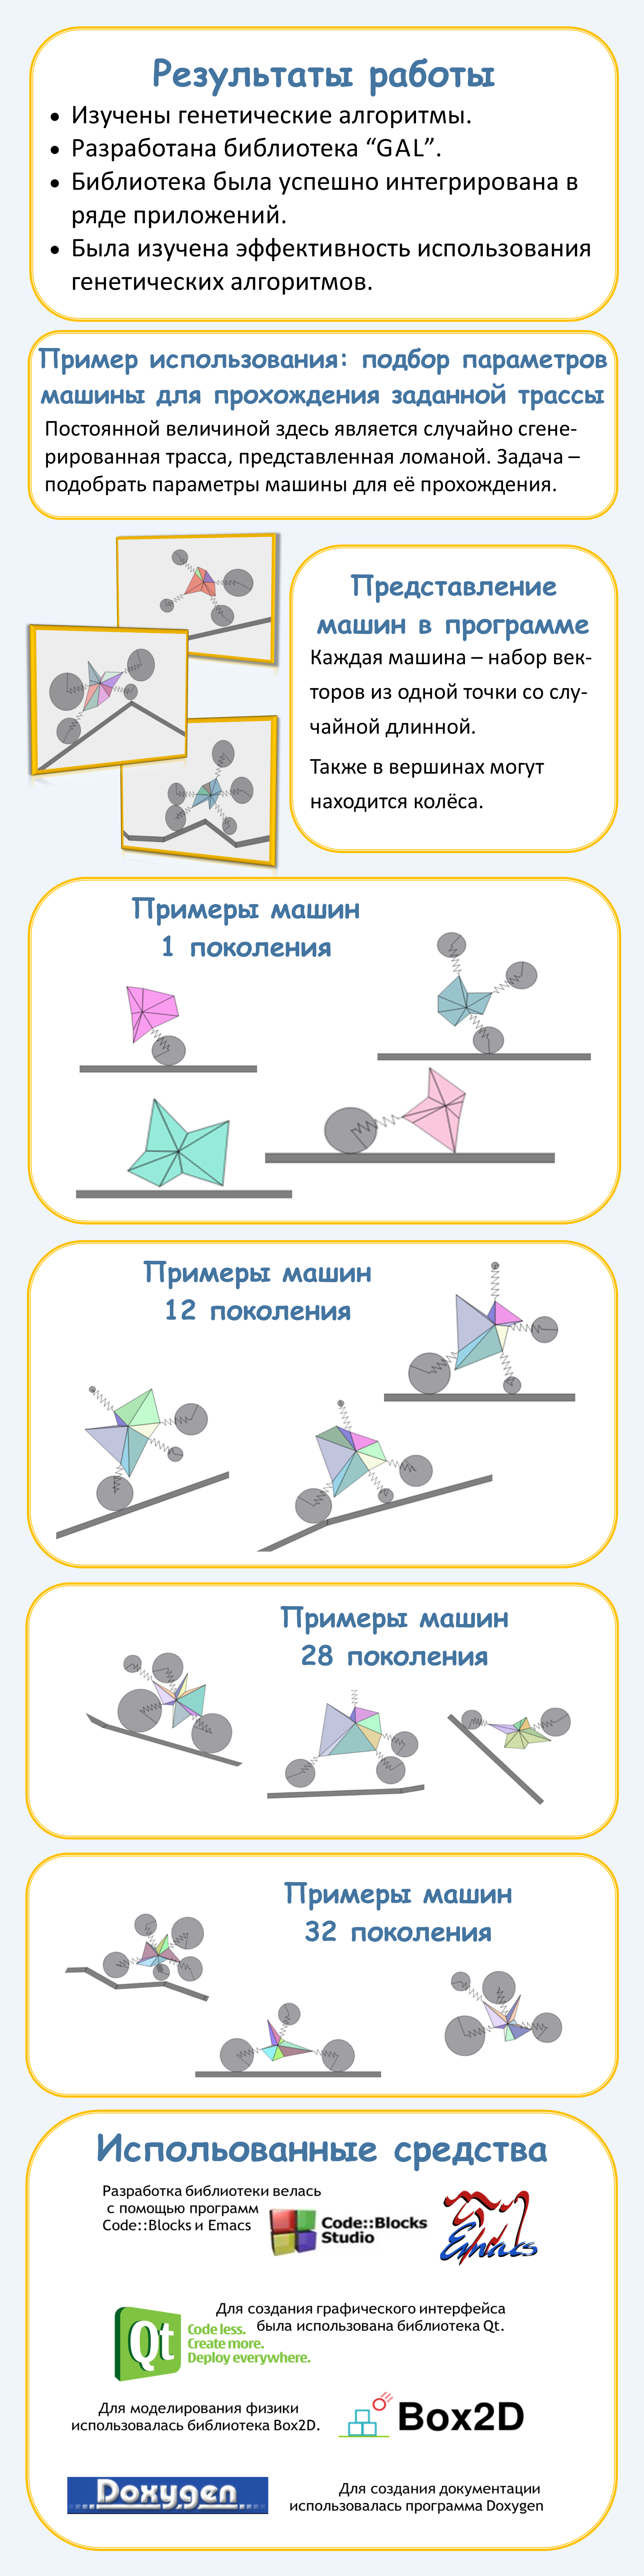 Результаты работы
• Изучены генетические алгоритмы.
• Разработана библиотека “GAL”.
• Библиотека была успешно интегрирована в
ряде приложений.
• Была изучена эффективность использования
генетических алгоритмов.
Пример использования: подбор параметров
машины для прохождения заданной трассы
Постоянной величиной здесь является случайно сгене-
рированная трасса, представленная ломаной. Задача –
подобрать параметры машины для её прохождения.
Представление
машин в программе
Каждая машина – набор век-
торов из одной точки со слу-
чайной длинной.
Также в вершинах могут
находится колёса.
Примеры машин
1 поколения
Примеры машин
12 поколения
Примеры машин
28 поколения
Примеры машин
32 поколения
Испольованные средства
Разработка библиотеки велась
с помощью программ
Code::Blocks и Emacs
Code::Blocks
Studio
Emacs
Для создания графического интерфейса
была использована библиотека Qt.
Qt
Code less.
Create more.
Deploy everywhere.
Для моделирования физики
использовалась библиотека Box2D.
Box2D
Doxygen
Для создания документации
использовалась программа Doxygen